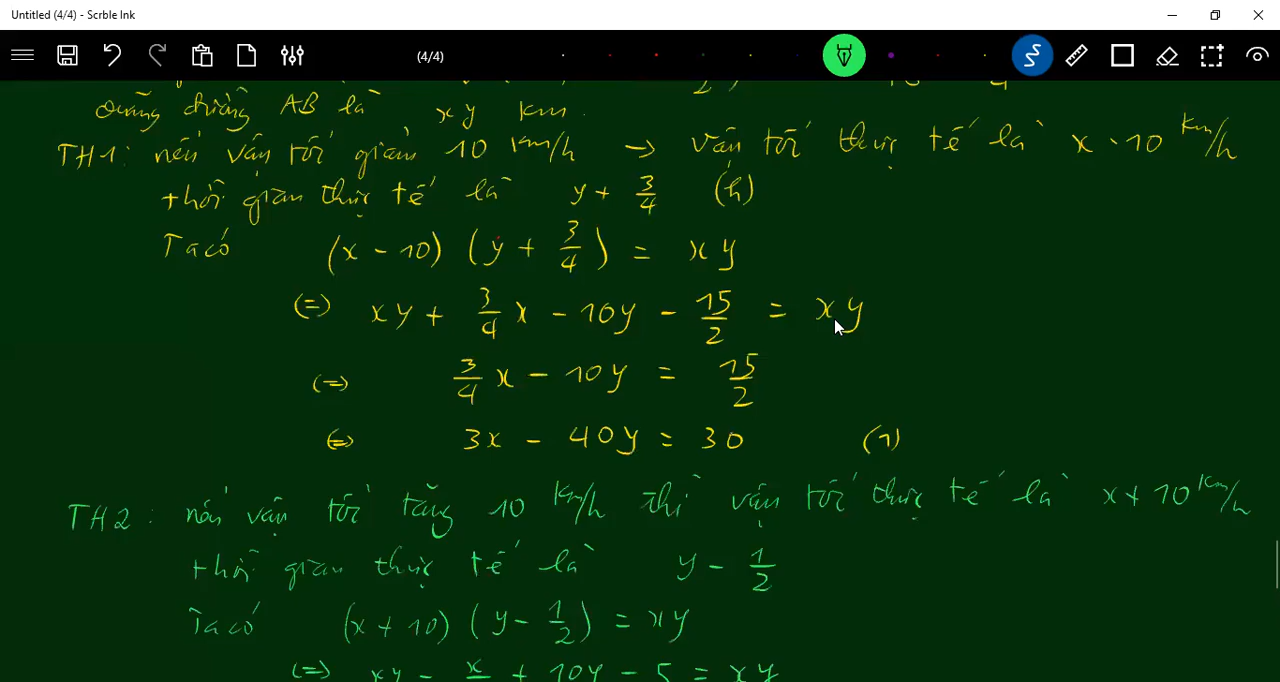 Untitled (4/4) - Scrble Ink
(4/4)
quãng đường AB là xy km.
TH1: nếu vận tốc giảm 10 km/h → vận tốc thực tế là x - 10 km/h
thời gian thực tế là y + 3/4 (h)
Ta có (x - 10) (y + 3/4) = xy
(=) xy + 3/4 x - 10y - 15/2 = xy
(=) 3/4 x - 10y = 15/2
(=) 3x - 40y = 30 (1)
TH2: nếu vận tốc tăng 10 km/h thì vận tốc thực tế là x + 10 km/h
thời gian thực tế là y - 1/2
Ta có (x + 10) (y - 1/2) = xy
(=) xy - x + 10y - 5 = xy